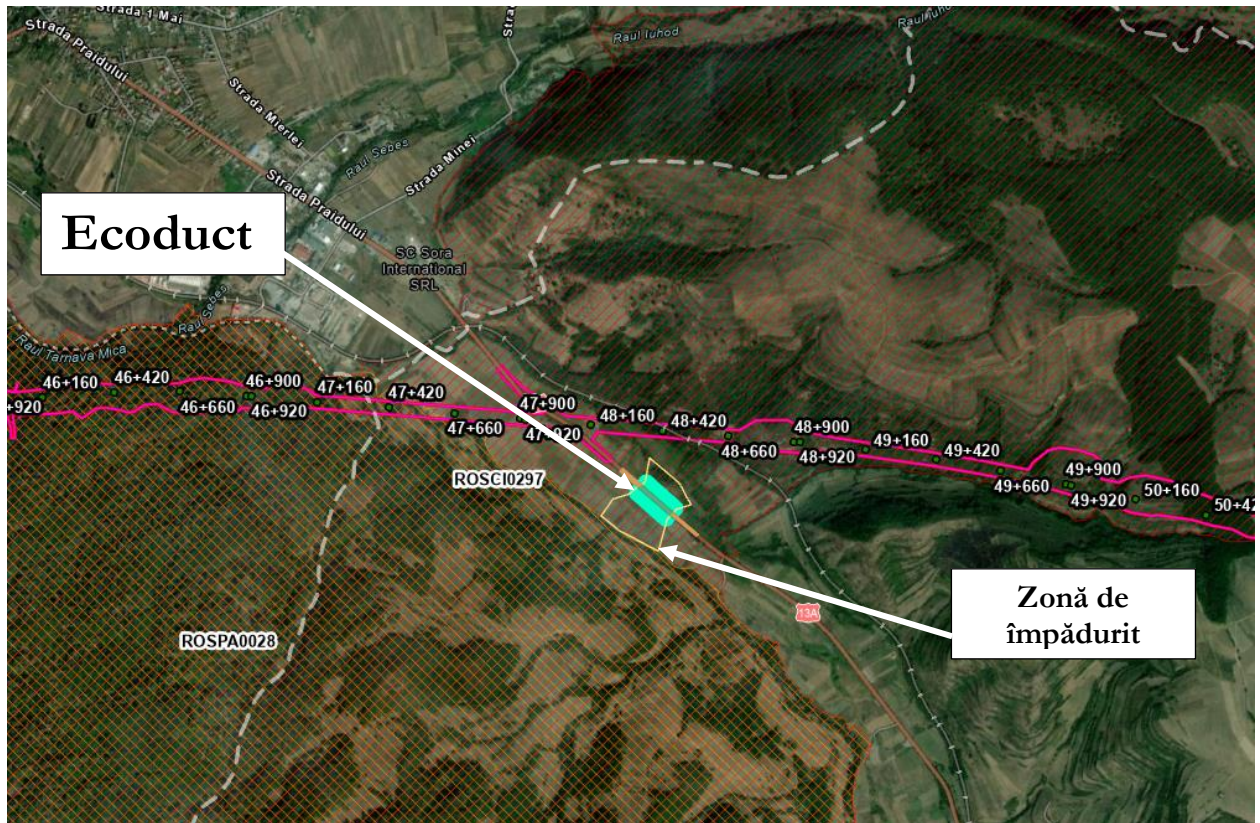 Strada 1 Mai
Strada Praidului
Strada Mierlei
Raul Iuhod
Raul Sebes
Strada Minei
Strada Praidului
Ecoduct
SC Sora
International
SRL
Raul Sebes
Raul Tarnava Mica
46+160
46+420
46+900
47+160
47+420
47+900
48+160
48+420
48+900
49+160
49+420
49+900
50+160
+920
46+660
46+920
47+660
47+920
48+660
48+920
49+660
49+920
ROSCI0297
Zonă de
împădurit
13A
ROSPA0028